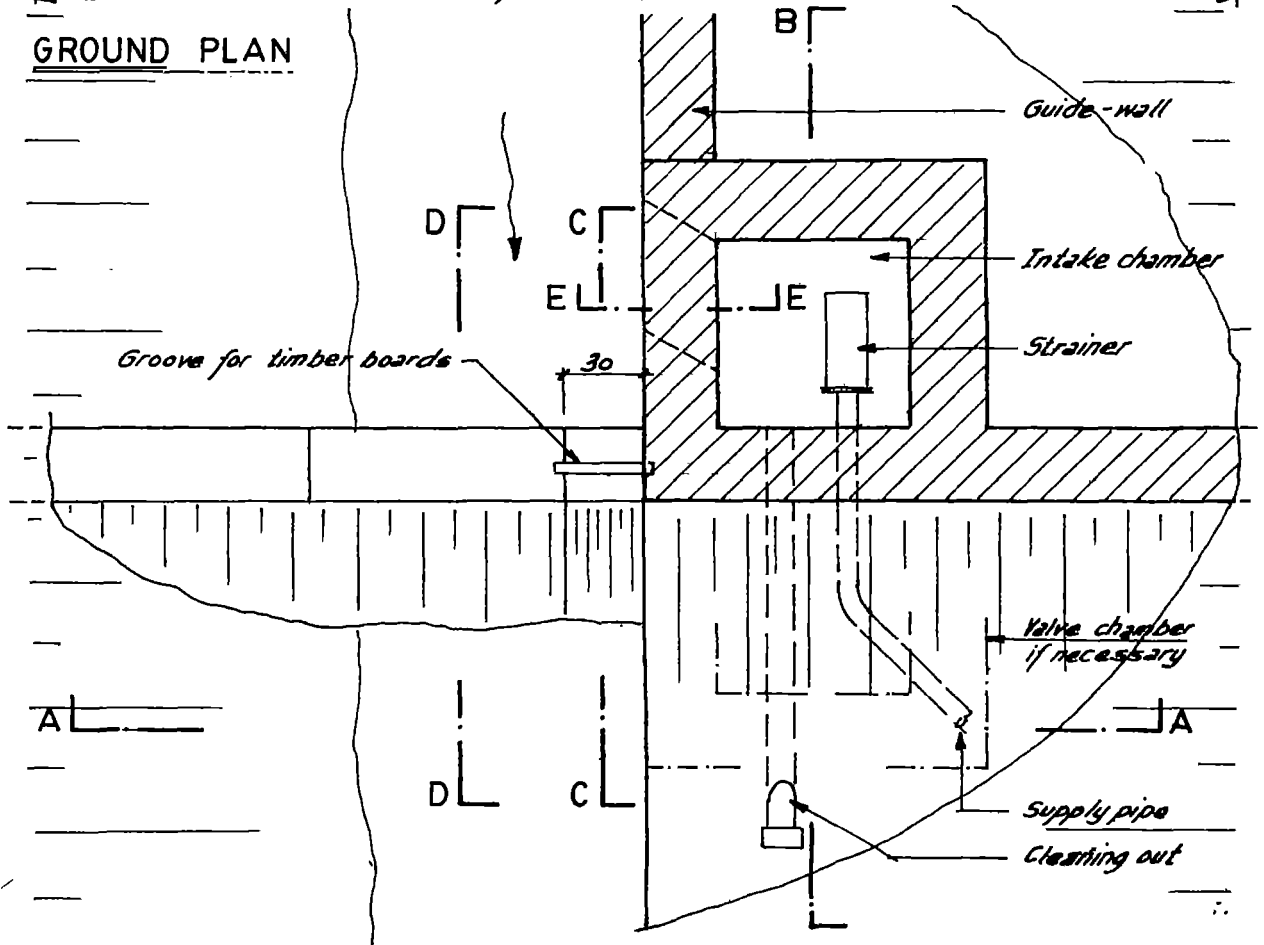 GROUND PLAN
B
Guide-wall
D
C
Intake chamber
E
E
Strainer
Groove for timber boards
30
Valve chamber
if necessary
A
A
D
C
Supply pipe
Cleaning out